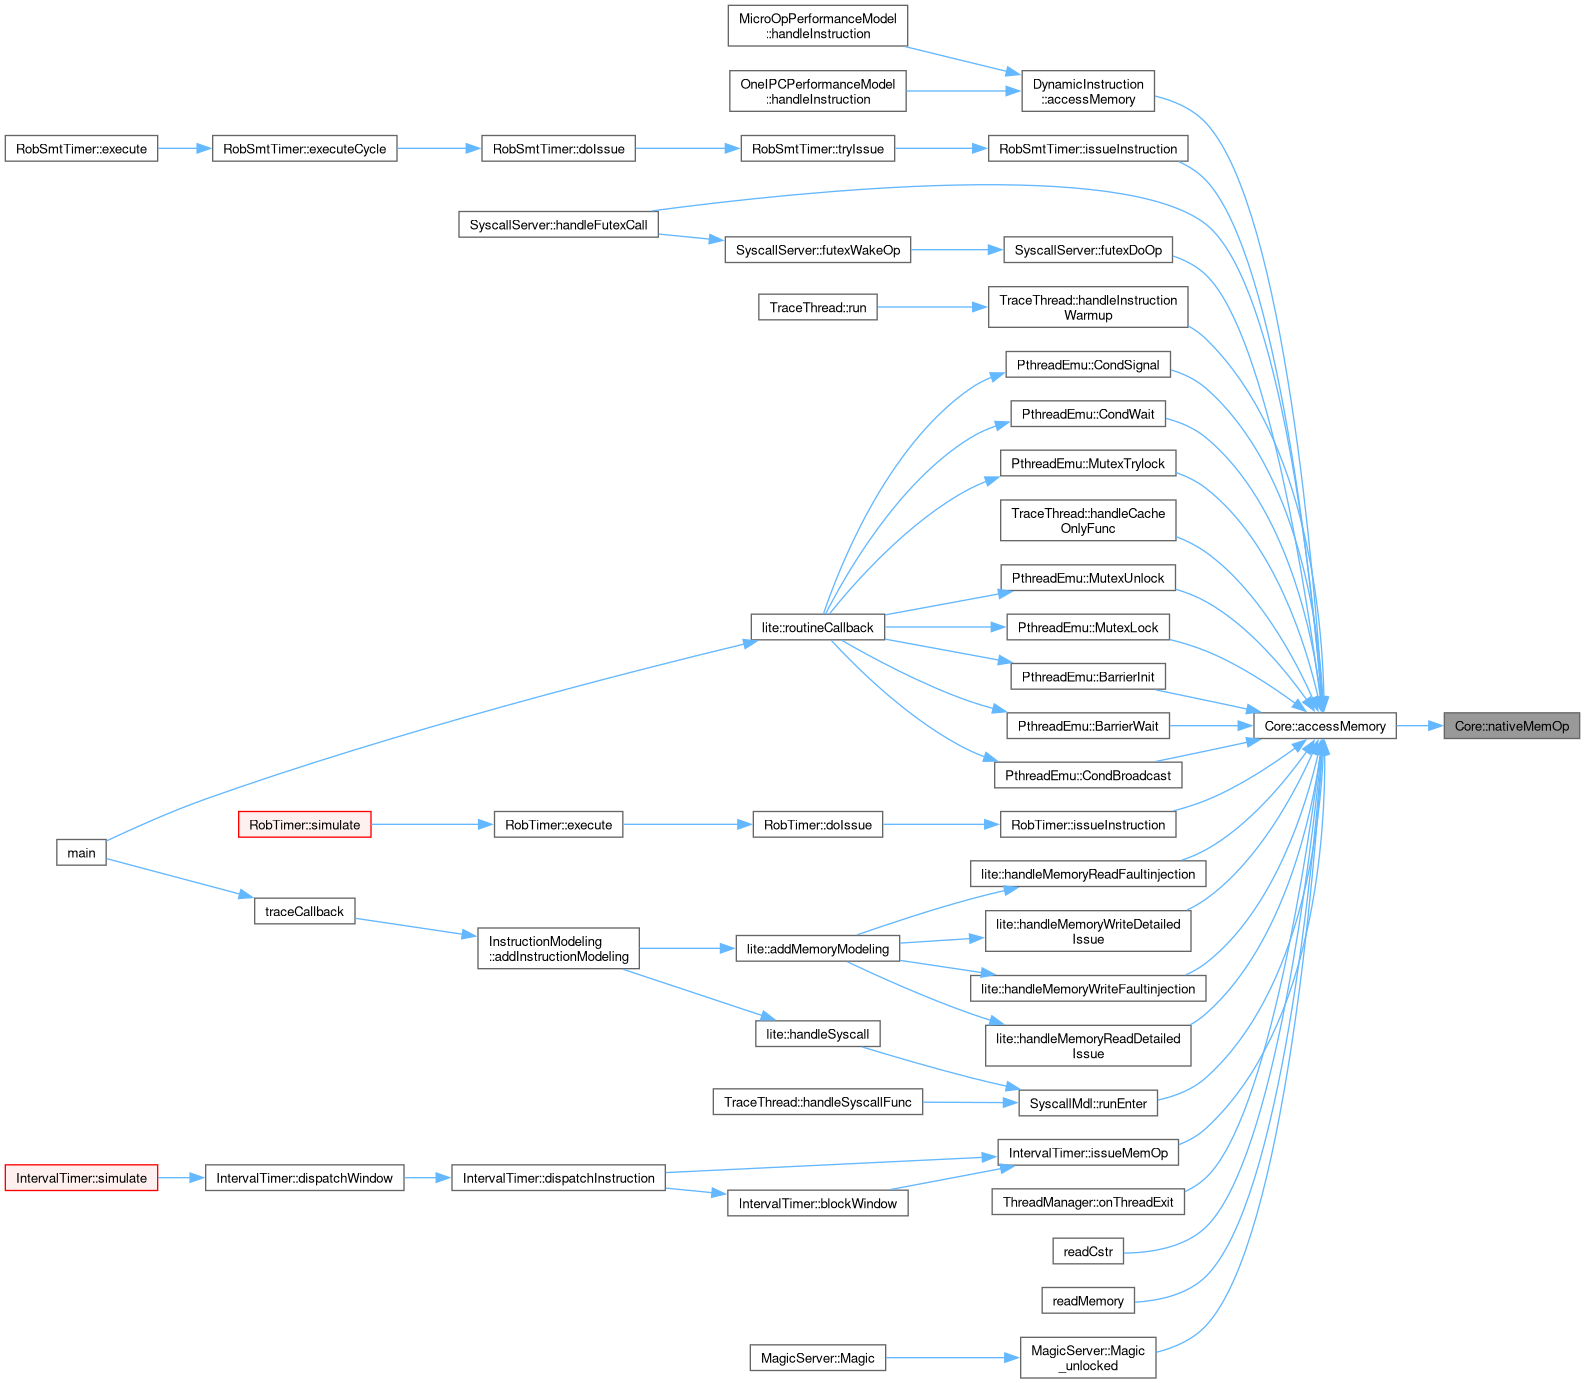 MicroOpPerformanceModel
::handleInstruction
OneIPCPerformanceModel
::handleInstruction
DynamicInstruction
::accessMemory
RobSmtTimer::execute
RobSmtTimer::executeCycle
RobSmtTimer::doIssue
RobSmtTimer::tryIssue
RobSmtTimer::issueInstruction
SyscallServer::handleFutexCall
SyscallServer::futexWakeOp
SyscallServer::futexDoOp
TraceThread::run
TraceThread::handleInstruction
Warmup
PthreadEmu::CondSignal
PthreadEmu::CondWait
PthreadEmu::MutexTrylock
TraceThread::handleCache
OnlyFunc
PthreadEmu::MutexUnlock
lite::routineCallback
PthreadEmu::MutexLock
PthreadEmu::BarrierInit
PthreadEmu::BarrierWait
Core::accessMemory
Core::nativeMemOp
PthreadEmu::CondBroadcast
RobTimer::simulate
RobTimer::execute
RobTimer::doIssue
RobTimer::issueInstruction
main
lite::handleMemoryReadFaultinjection
traceCallback
lite::handleMemoryWriteDetailed
Issue
InstructionModeling
::addInstructionModeling
lite::addMemoryModeling
lite::handleMemoryWriteFaultinjection
lite::handleSyscall
lite::handleMemoryReadDetailed
Issue
TraceThread::handleSyscallFunc
SyscallMdl::runEnter
IntervalTimer::issueMemOp
IntervalTimer::simulate
IntervalTimer::dispatchWindow
IntervalTimer::dispatchInstruction
IntervalTimer::blockWindow
ThreadManager::onThreadExit
readCstr
readMemory
MagicServer::Magic
MagicServer::Magic
_unlocked